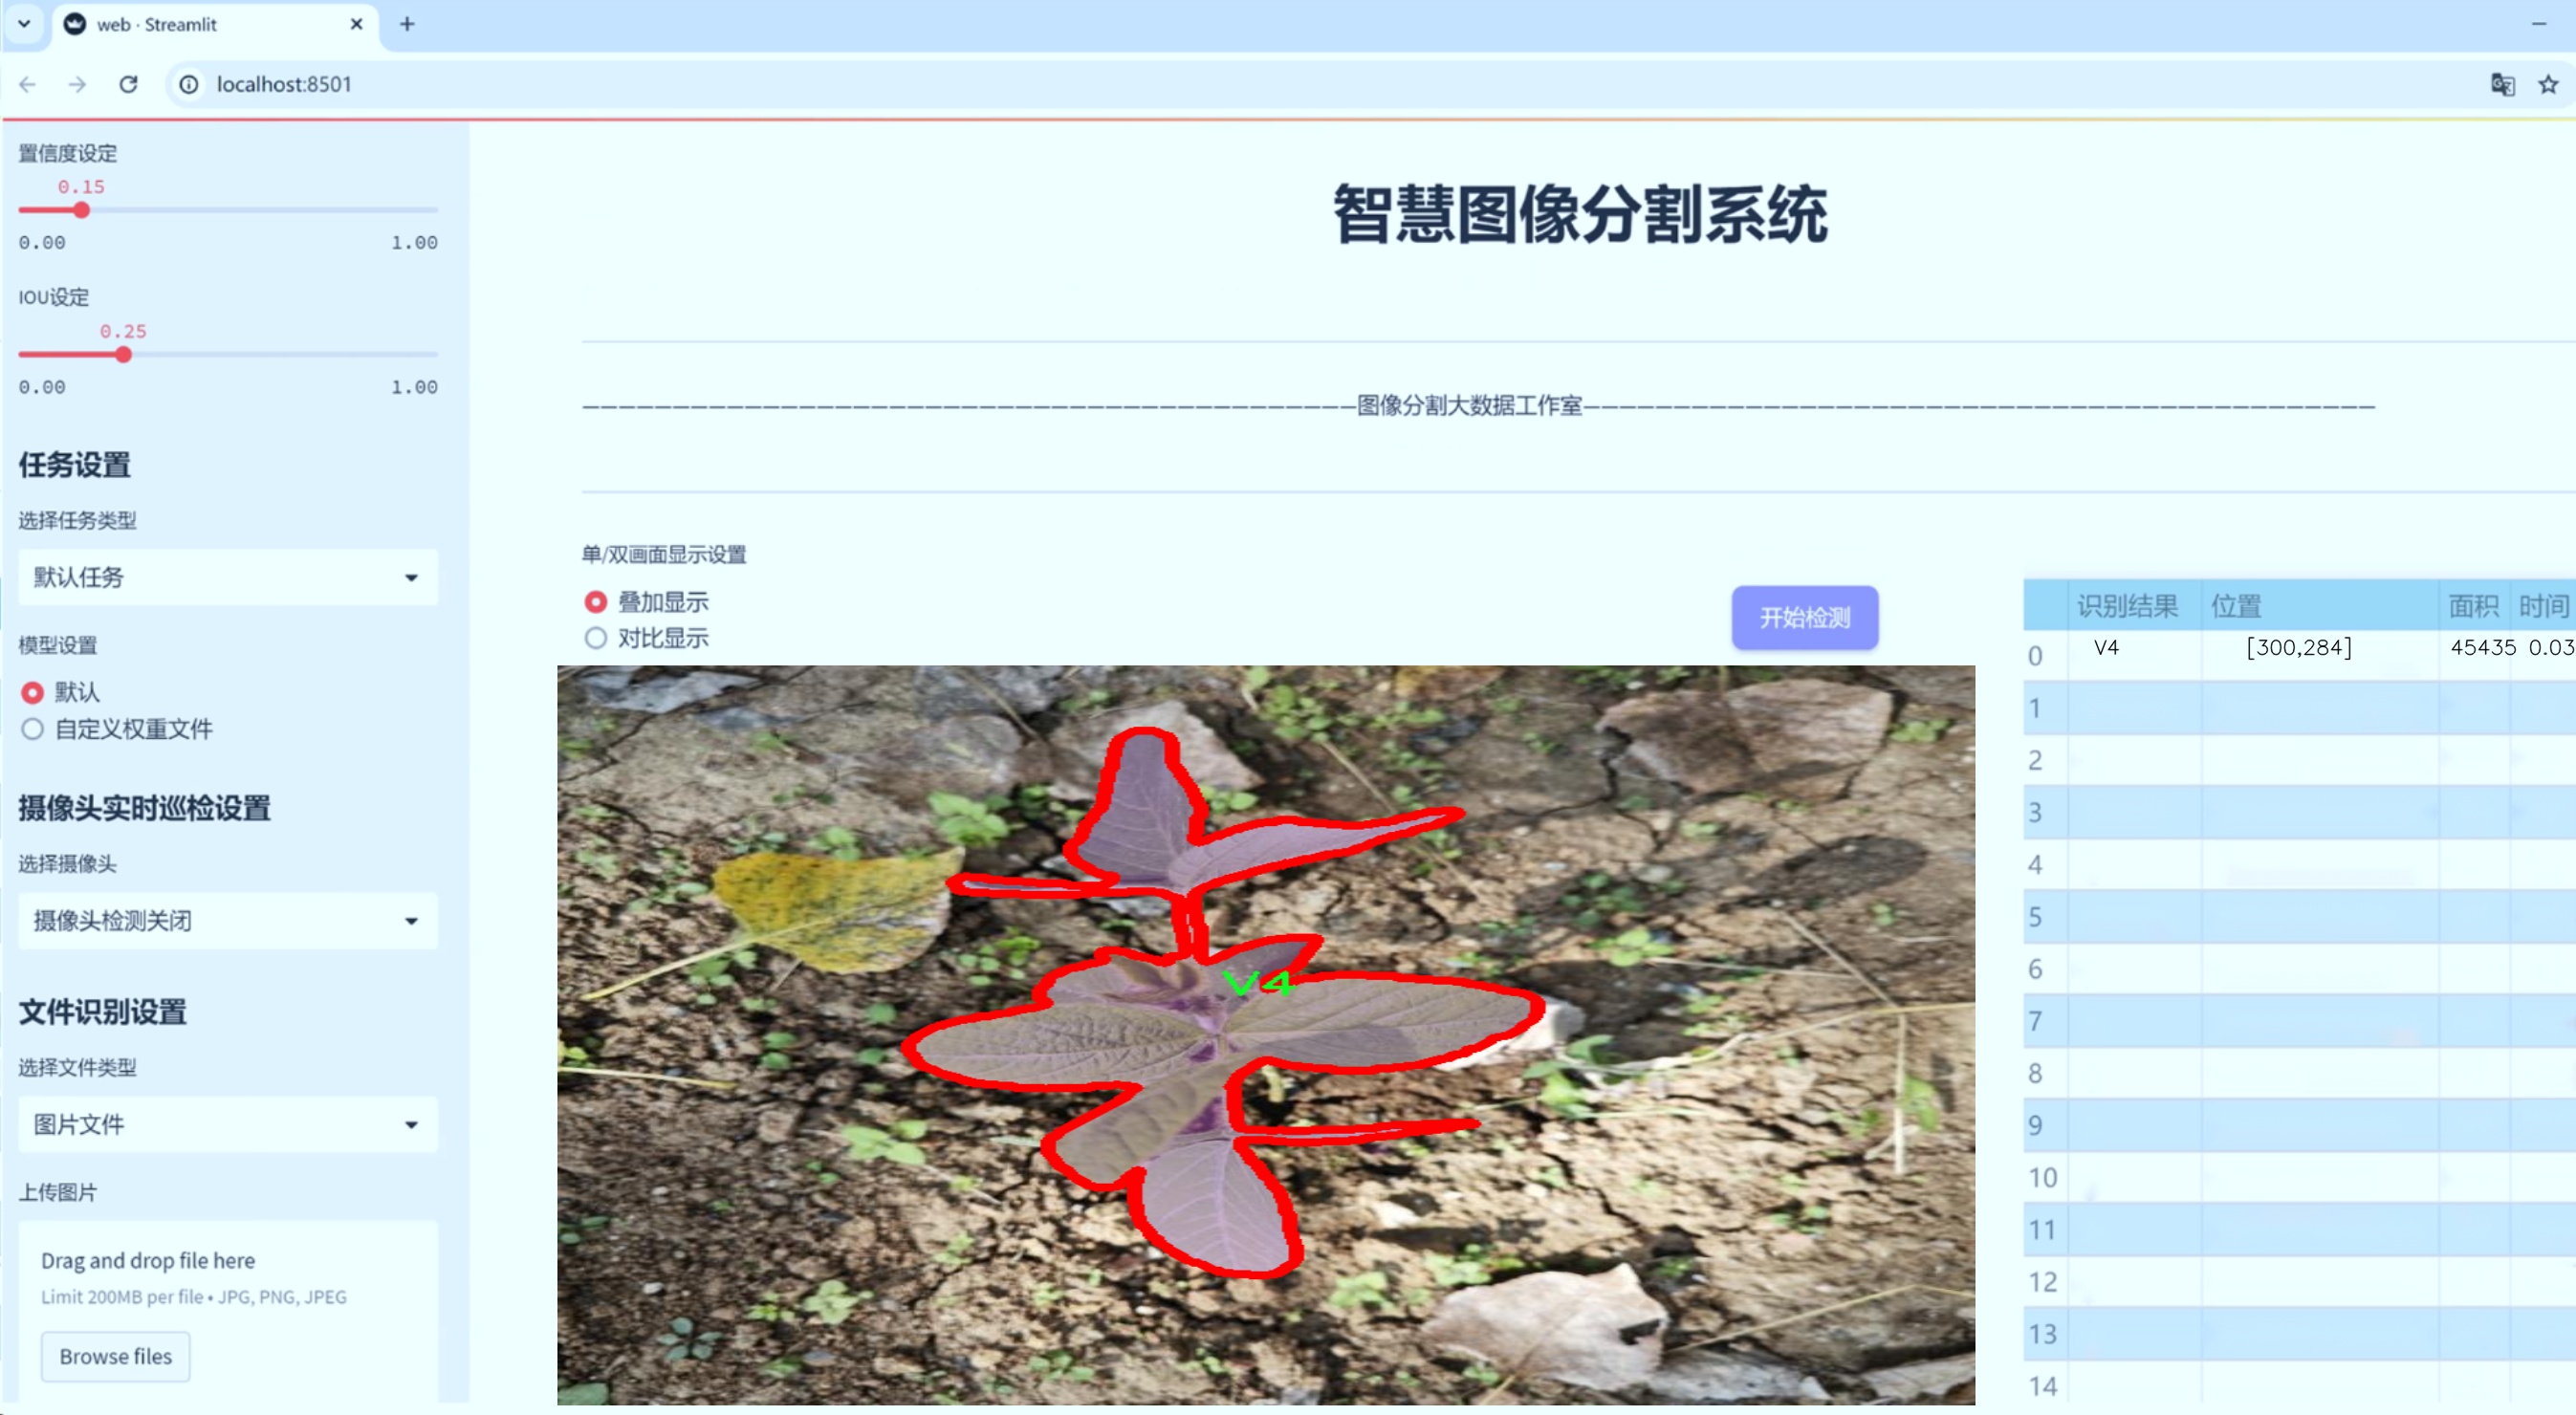 web · Streamlit
localhost:8501
置信度设定
0.15
0.00 1.00
IOU设定
0.25
0.00 1.00
任务设置
选择任务类型
默认任务
模型设置
默认
自定义权重文件
摄像头实时巡检设置
选择摄像头
摄像头检测关闭
文件识别设置
选择文件类型
图片文件
上传图片
Drag and drop file here
Limit 200MB per file • JPG, PNG, JPEG
Browse files
智慧图像分割系统
图像分割大数据工作室
单/双画面显示设置
叠加显示
对比显示
开始检测
V4
识别结果 位置 面积 时间
0 V4 [300,284] 45435 0.03
1
2
3
4
5
6
7
8
9
10
11
12
13
14